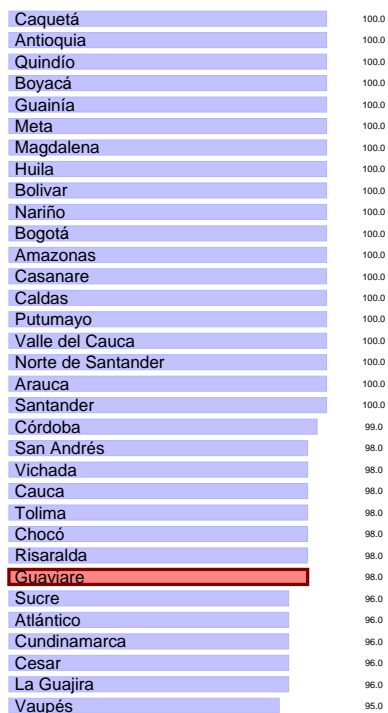 Caquetá 100.0
Antioquia 100.0
Quindío 100.0
Boyacá 100.0
Guainía 100.0
Meta 100.0
Magdalena 100.0
Huila 100.0
Bolivar 100.0
Nariño 100.0
Bogotá 100.0
Amazonas 100.0
Casanare 100.0
Caldas 100.0
Putumayo 100.0
Valle del Cauca 100.0
Norte de Santander 100.0
Arauca 100.0
Santander 100.0
Córdoba 99.0
San Andrés 98.0
Vichada 98.0
Cauca 98.0
Tolima 98.0
Chocó 98.0
Risaralda 98.0
Guaviare 98.0
Sucre 96.0
Atlántico 96.0
Cundinamarca 96.0
Cesar 96.0
La Guajira 96.0
Vaupés 95.0